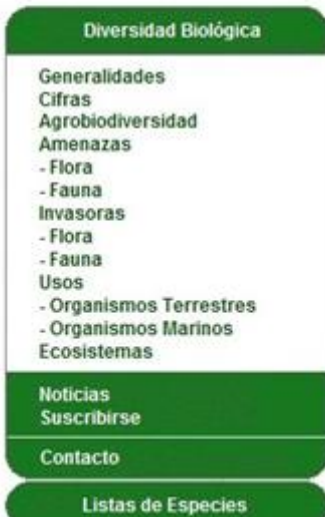 Diversidad Biológica
Generalidades
Cifras
Agrobiodiversidad
Amenazas
- Flora
- Fauna
Invasoras
- Flora
- Fauna
Usos
- Organismos Terrestres
- Organismos Marinos
Ecosistemas
Noticias
Suscribirse
Contacto
Listas de Especies